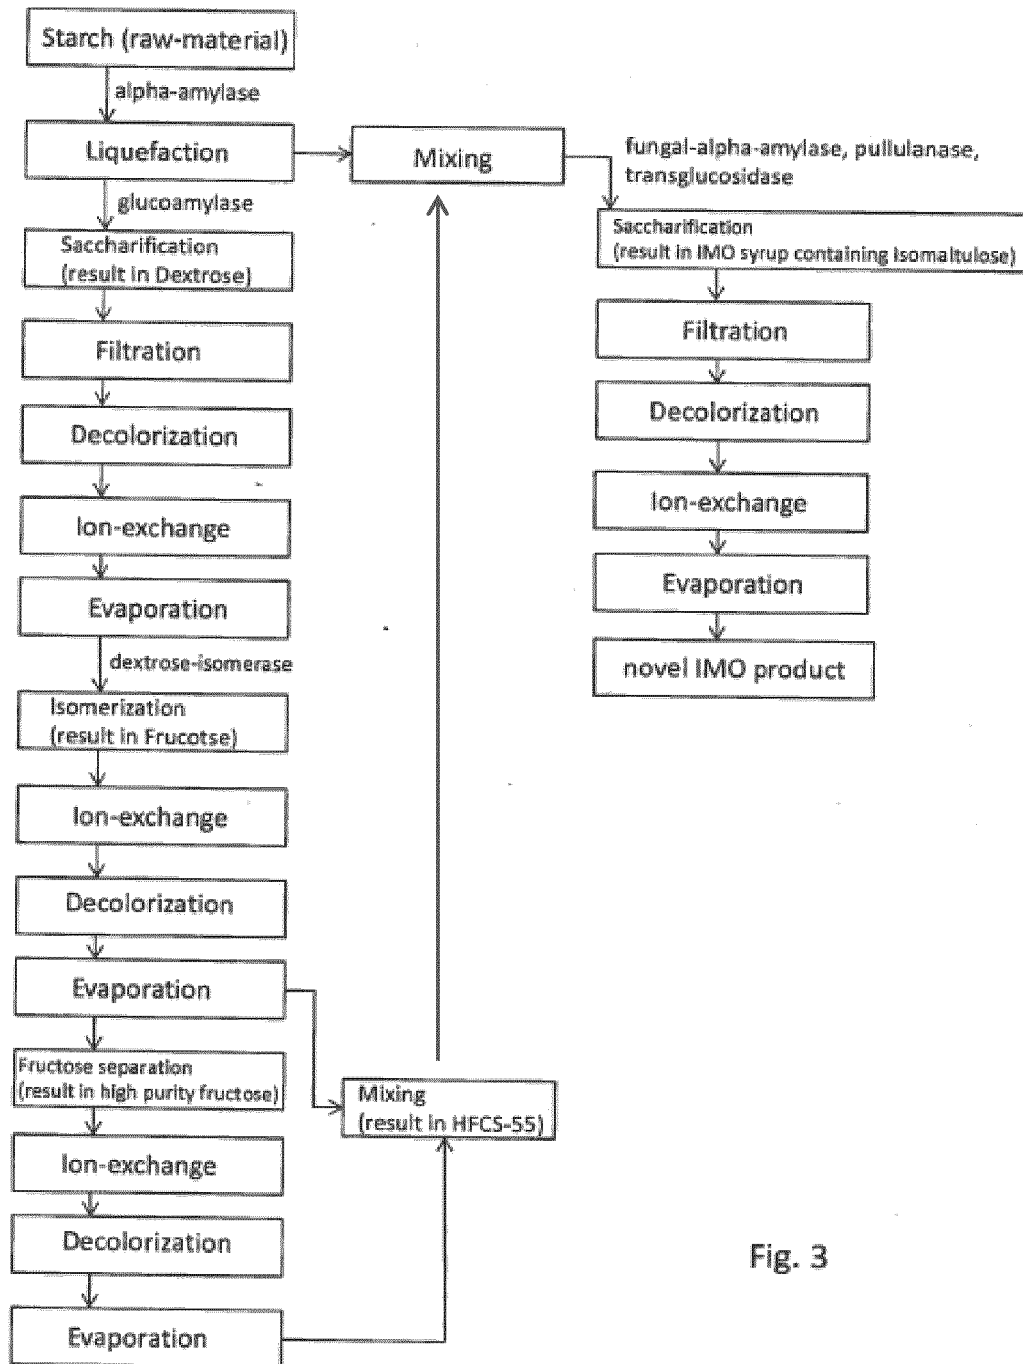 Starch (raw-material)
alpha-amylase
Liquefaction
glucoamylase
Saccharification
(result in Dextrose)
Filtration
Decolorization
Ion-exchange
Evaporation
dextrose-isomerase
Isomerization
(result in Frucotse)
Ion-exchange
Decolorization
Evaporation
Fructose separation
(result in high purity fructose)
Ion-exchange
Decolorization
Evaporation
Mixing
(result in HFCS-55)
Mixing
fungal-alpha-amylase, pullulanase,
transglucosidase
Saccharification
(result in IMO syrup containing Isomaltulose)
Filtration
Decolorization
Ion-exchange
Evaporation
novel IMO product
Fig. 3